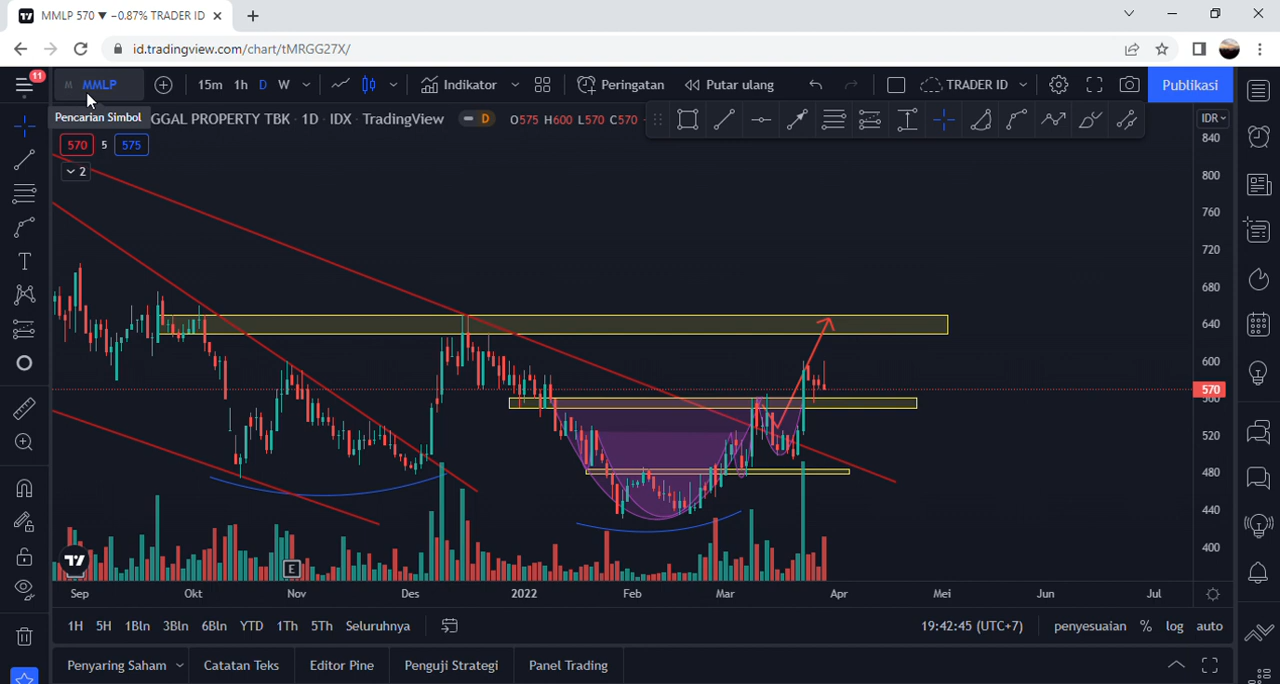 MMLP 570 ▼ −0.87% TRADER ID
id.tradingview.com/chart/tMRGG27X/
11
M MMLP 15m 1h D W Indikator Peringatan Putar ulang TRADER ID Publikasi
Pencarian Simbol
GGAL PROPERTY TBK · 1D · IDX · TradingView D O575 H600 L570 C570 IDR
570 5 575
2
840
800
760
720
680
640
600
570
560
520
480
440
400
E
Sep Okt Nov Des 2022 Feb Mar Apr Mei Jun Jul
1H 5H 1Bln 3Bln 6Bln YTD 1Th 5Th Seluruhnya 19:42:45 (UTC+7) penyesuaian % log auto
Penyaring Saham Catatan Teks Editor Pine Penguji Strategi Panel Trading